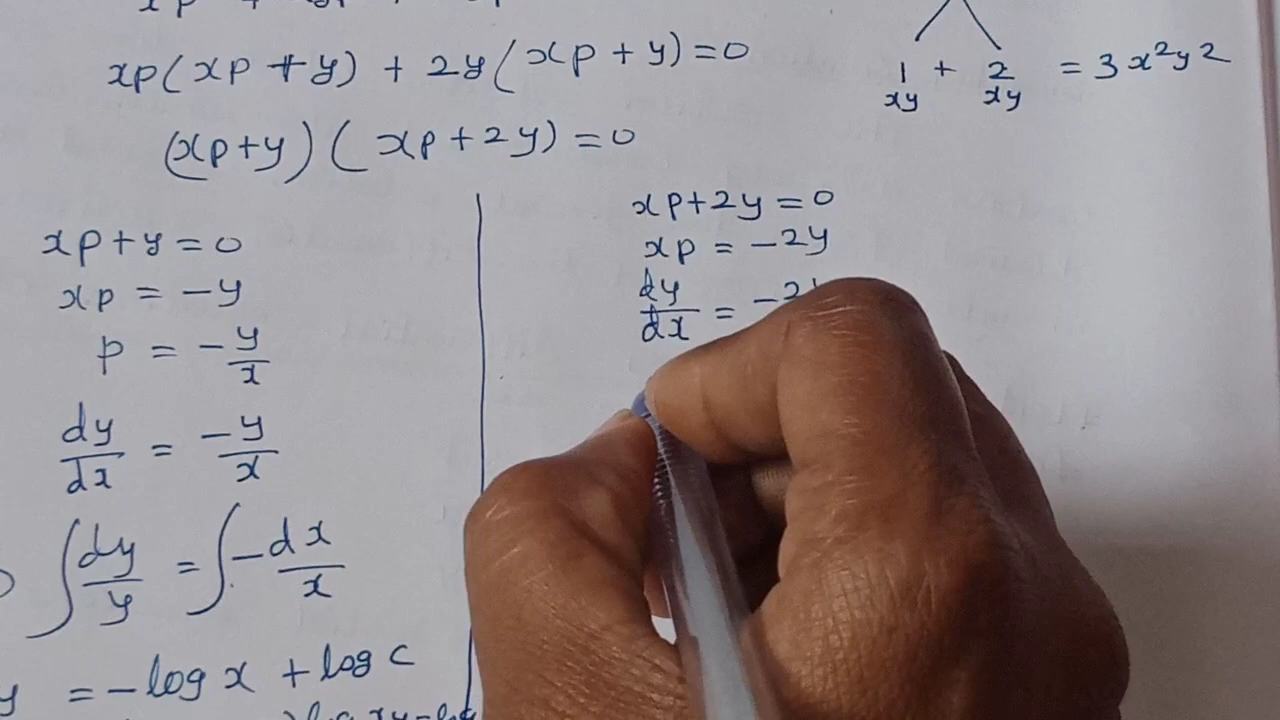 xp(xp + y) + 2y(xp + y) = 0
1/xy + 2/xy = 3x²y2
(xp+y)(xp+2y) = 0
xp+y = 0
xp = -y
p = -y/x
dy/dx = -y/x
∫dy/y = ∫-dx/x
y = -log x + log c
xp+2y = 0
xp = -2y
dy/dx = -2